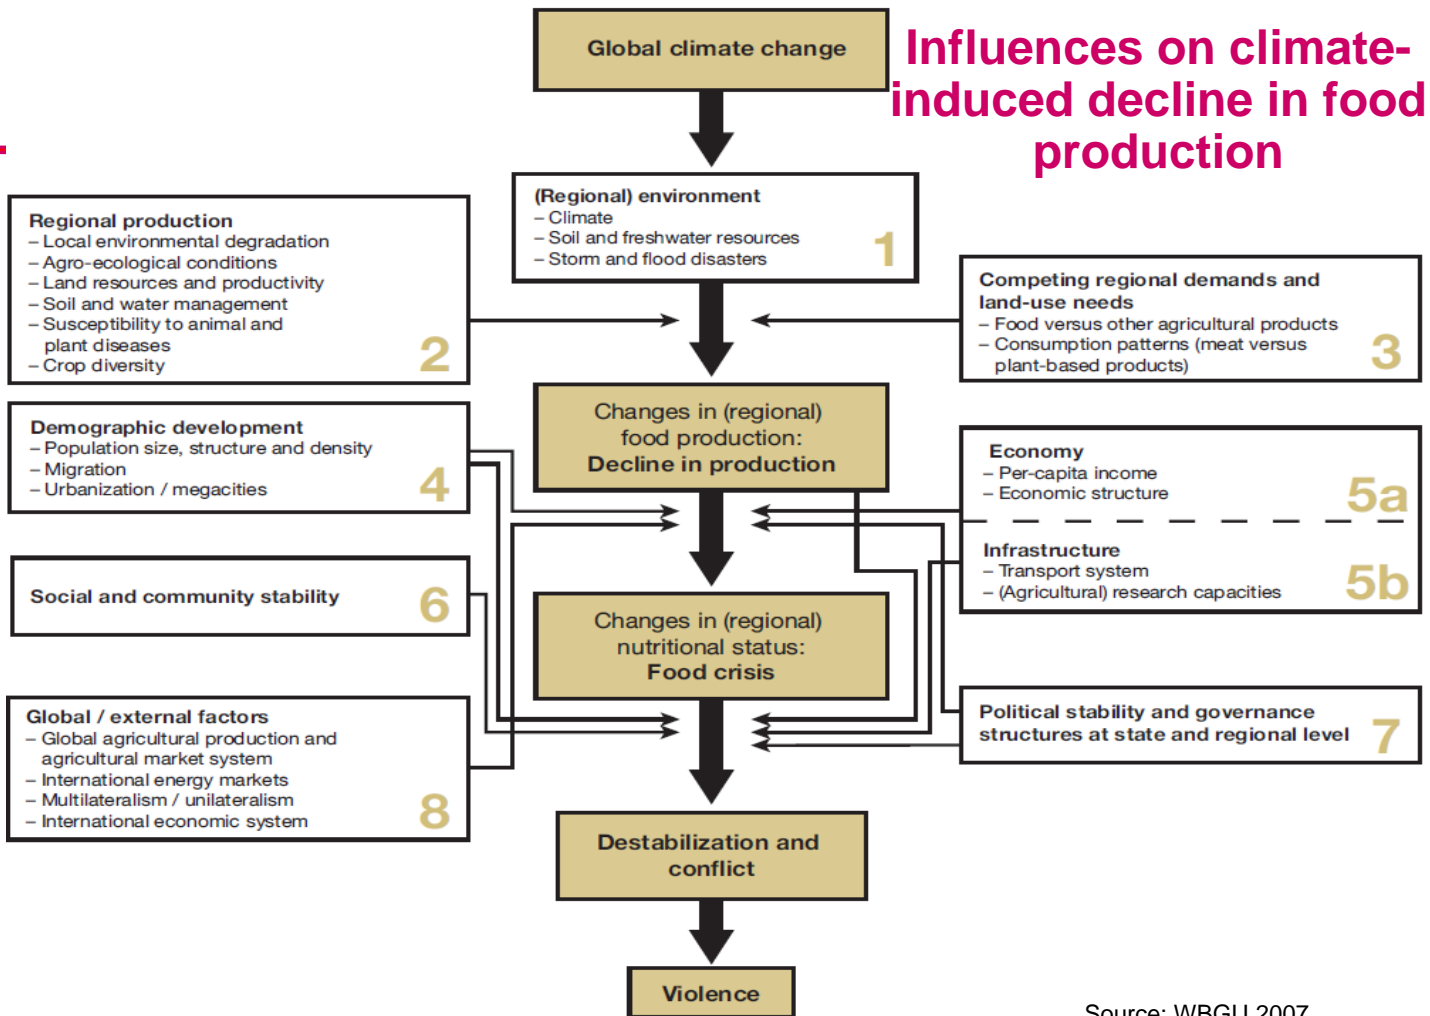 Influences on climate-
induced decline in food
production
Global climate change
(Regional) environment
– Climate
– Soil and freshwater resources
– Storm and flood disasters
1
Regional production
– Local environmental degradation
– Agro-ecological conditions
– Land resources and productivity
– Soil and water management
– Susceptibility to animal and
plant diseases
– Crop diversity
2
Competing regional demands and
land-use needs
– Food versus other agricultural products
– Consumption patterns (meat versus
plant-based products)
3
Changes in (regional)
food production:
Decline in production
Demographic development
– Population size, structure and density
– Migration
– Urbanization / megacities
4
Economy
– Per-capita income
– Economic structure
5a
Infrastructure
– Transport system
– (Agricultural) research capacities
5b
Social and community stability
6
Changes in (regional)
nutritional status:
Food crisis
Political stability and governance
structures at state and regional level
7
Global / external factors
– Global agricultural production and
agricultural market system
– International energy markets
– Multilateralism / unilateralism
– International economic system
8
Destabilization and
conflict
Violence
Source: WBGU 2007